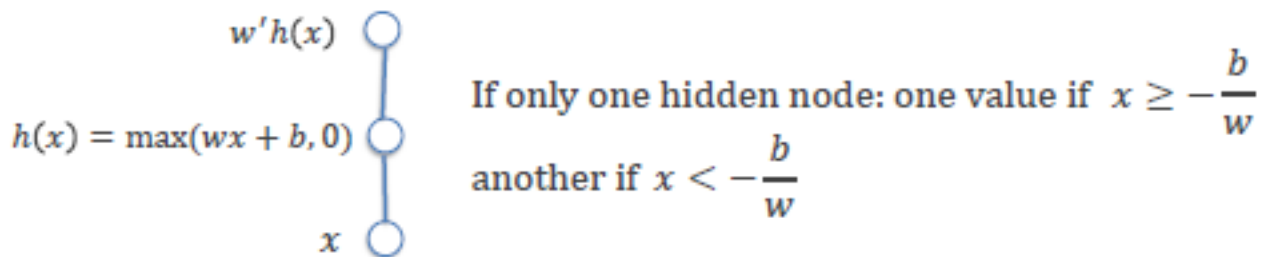 w′h(x)
If only one hidden node: one value if x ≥ −b/w
h(x) = max(wx + b, 0)
another if x < −b/w
x